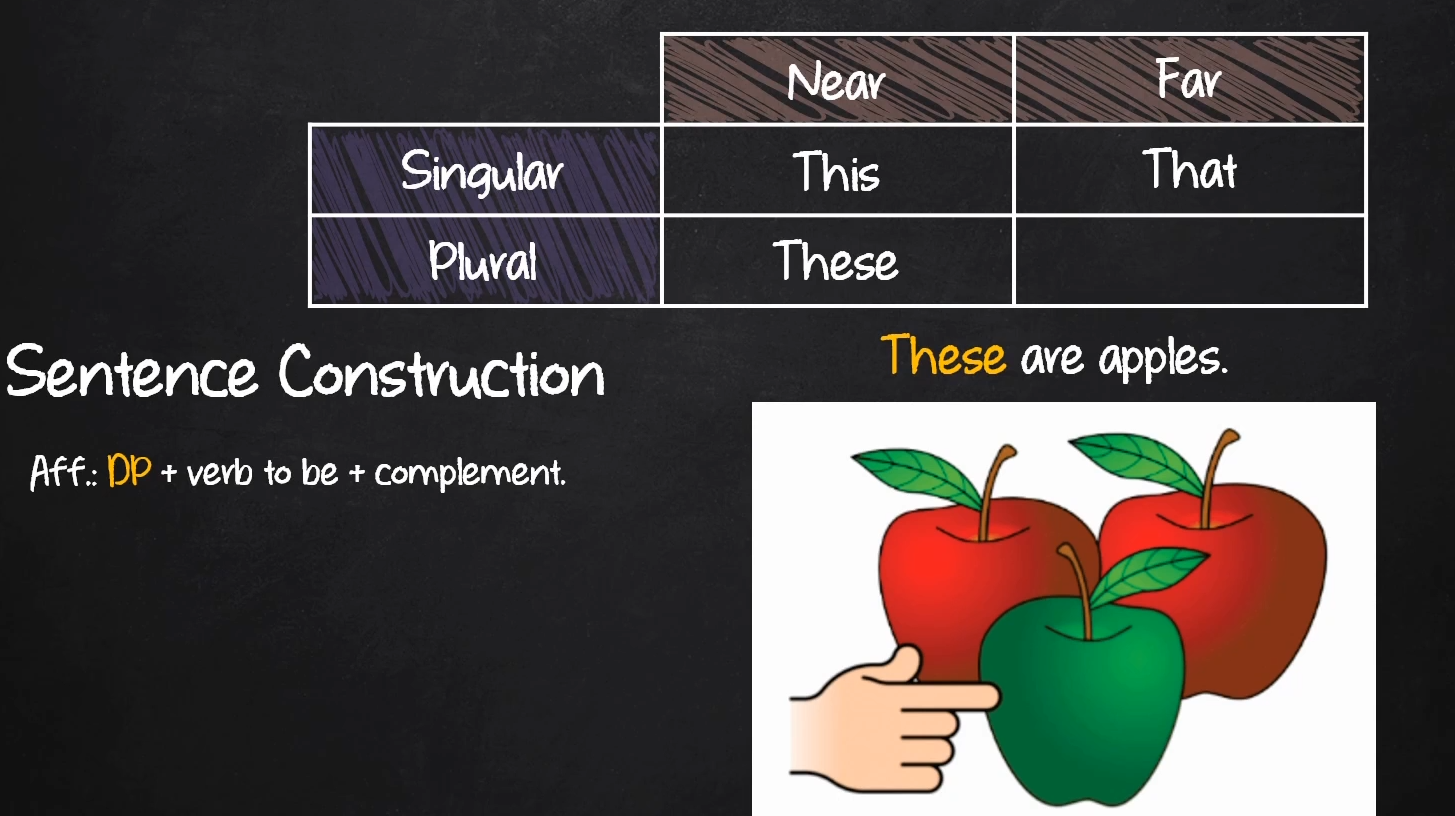 Near Far
Singular This That
Plural These
Sentence Construction
These are apples.
Aff.: DP + verb to be + complement.